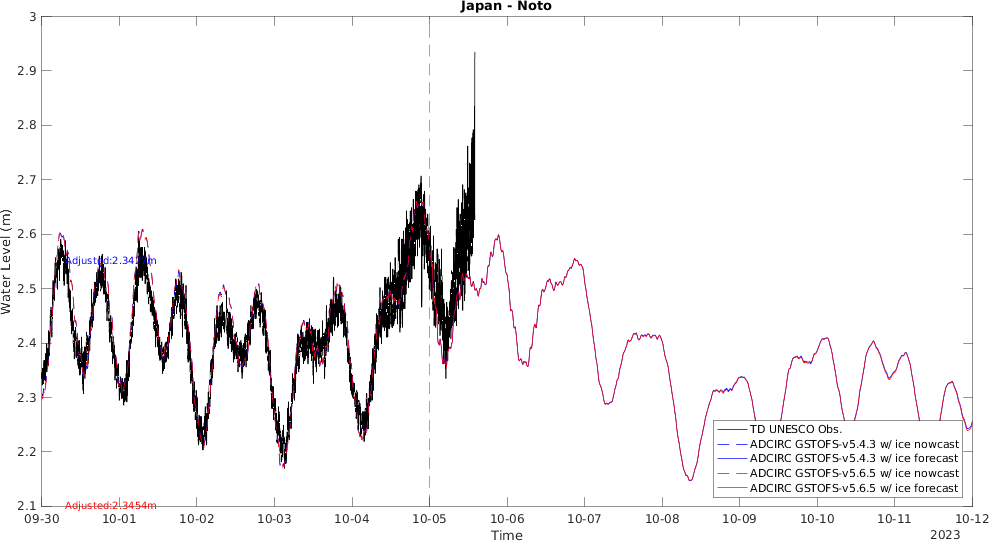 Japan - Noto
Water Level (m)
3
2.9
2.8
2.7
2.6
2.5
2.4
2.3
2.2
2.1
Adjusted:2.3454m
TD UNESCO Obs.
ADCIRC GSTOFS-v5.4.3 w/ ice nowcast
ADCIRC GSTOFS-v5.4.3 w/ ice forecast
ADCIRC GSTOFS-v5.6.5 w/ ice nowcast
ADCIRC GSTOFS-v5.6.5 w/ ice forecast
09-30 10-01 10-02 10-03 10-04 10-05 10-06 10-07 10-08 10-09 10-10 10-11 10-12
Time
2023